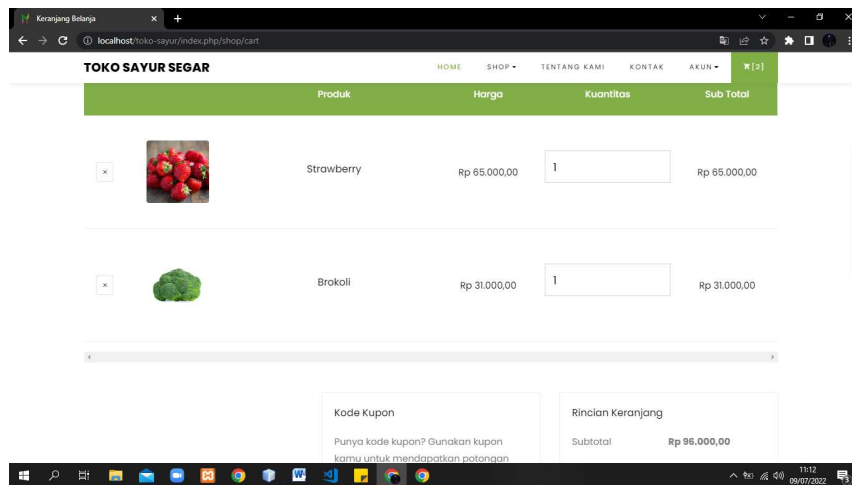 Keranjang Belanja
localhost/toko-sayur/index.php/shop/cart
TOKO SAYUR SEGAR HOME SHOP TENTANG KAMI KONTAK AKUN [2]
Produk Harga Kuantitas Sub Total
× Strawberry Rp 65.000,00 1 Rp 65.000,00
× Brokoli Rp 31.000,00 1 Rp 31.000,00
Kode Kupon
Punya kode kupon? Gunakan kupon
kamu untuk mendapatkan potongan
Rincian Keranjang
Subtotal Rp 96.000,00
11:12
09/07/2022